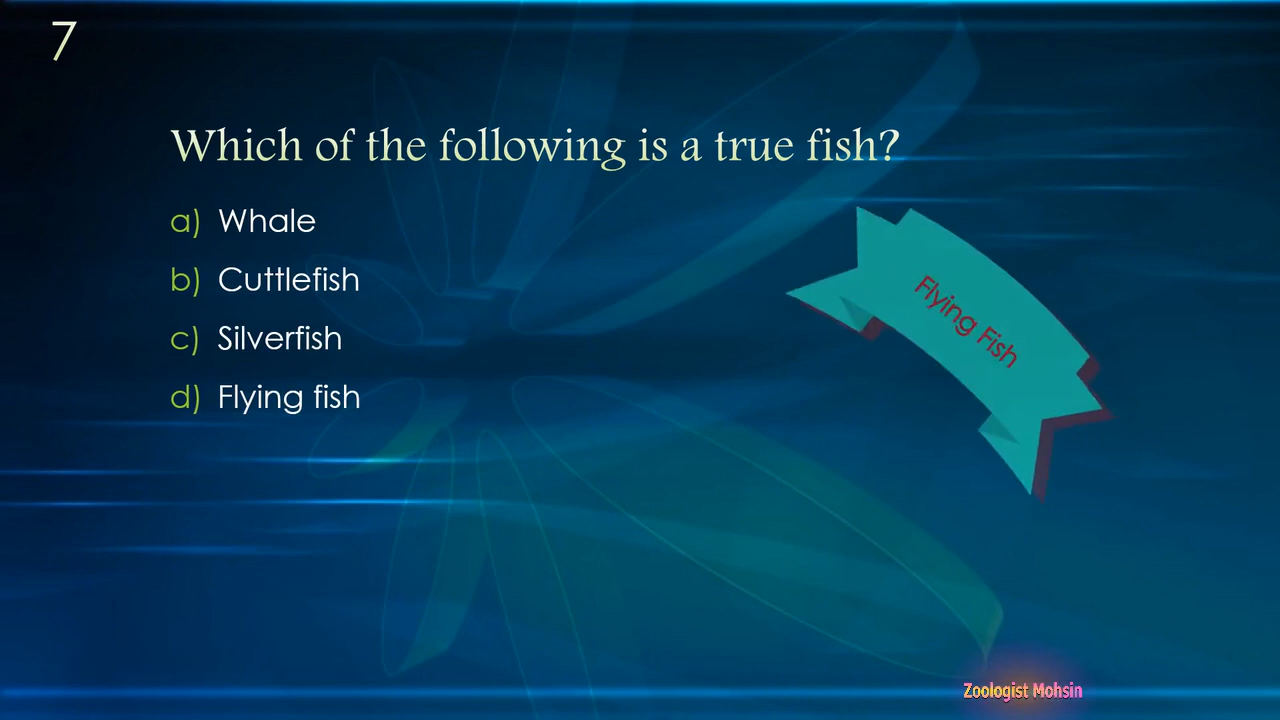 7
Which of the following is a true fish?
a) Whale
b) Cuttlefish
c) Silverfish
d) Flying fish
Flying Fish
Zoologist Mohsin